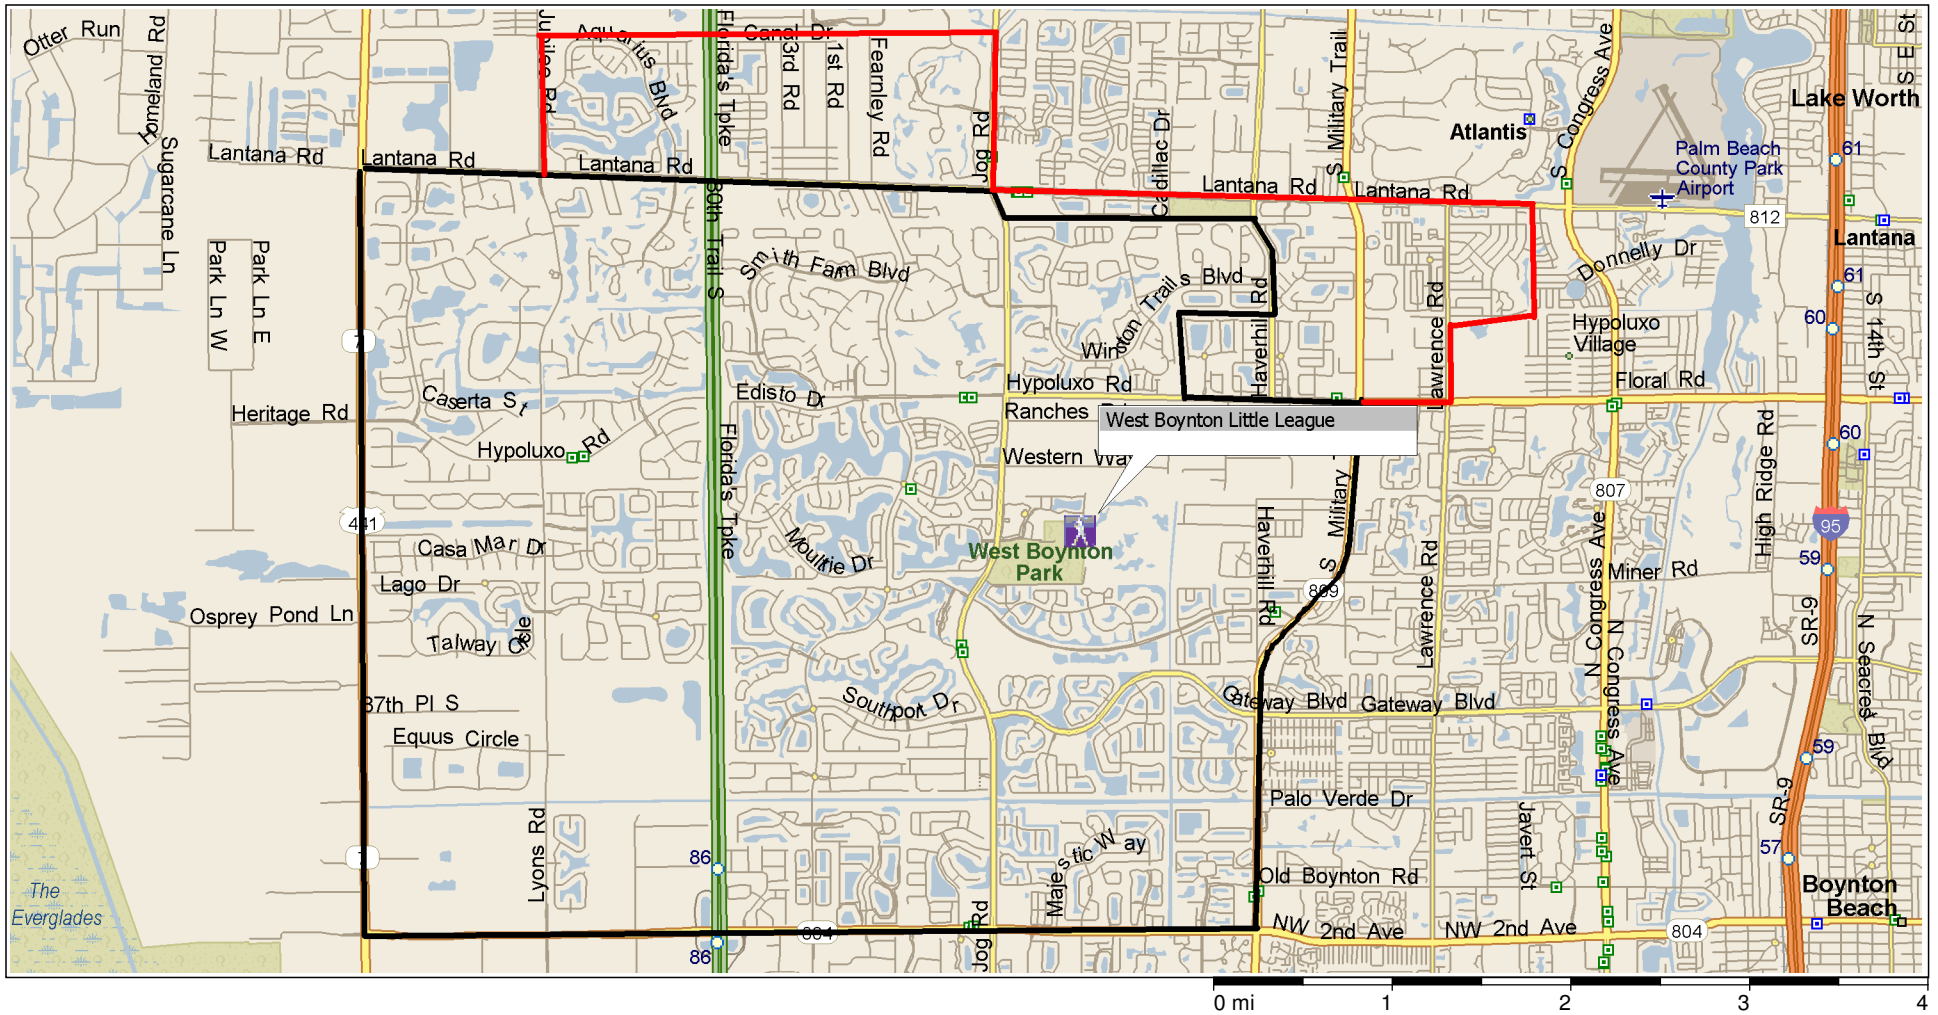 Otter Run
Homeland Rd
Jubilee Rd
Aquarius Blvd
Florida's Tpke
Cand
Dr
73rd Rd
71st Rd
Fearnley Rd
Jog Rd
Cadillac Dr
S Military Trail
S Congress Ave
S E St
Lake Worth
Atlantis
61
Palm Beach
County Park
Airport
Sugarcane Ln
Lantana Rd
Lantana Rd
Lantana Rd
Lantana Rd
Lantana Rd
812
Lantana
Park Ln W
Park Ln E
80th Trail S
Smith Farm Blvd
Winston Trails Blvd
Haverhill Rd
Lawrence Rd
Donnelly Dr
61
60
S 14th St
7
Hypoluxo
Village
Floral Rd
Caserta St
Heritage Rd
Edisto Dr
Hypoluxo Rd
Ranches
West Boynton Little League
Hypoluxo Rd
Florida's Tpke
Western Way
S Military
60
High Ridge Rd
807
441
95
Casa Mar Dr
Moultrie Dr
West Boynton
Park
Haverhill Rd
Lawrence Rd
N Congress Ave
59
Miner Rd
Lago Dr
809
Osprey Pond Ln
Talway Circle
SR-9
N Seacrest Blvd
N Congress Ave
87th Pl S
Southport Dr
Gateway Blvd
Gateway Blvd
Equus Circle
59
Palo Verde Dr
SR-9
Lyons Rd
Majestic Way
Javert St
86
7
57
Old Boynton Rd
The
Everglades
Boynton
Beach
Jog Rd
804
NW 2nd Ave
NW 2nd Ave
804
86
0 mi
1
2
3
4